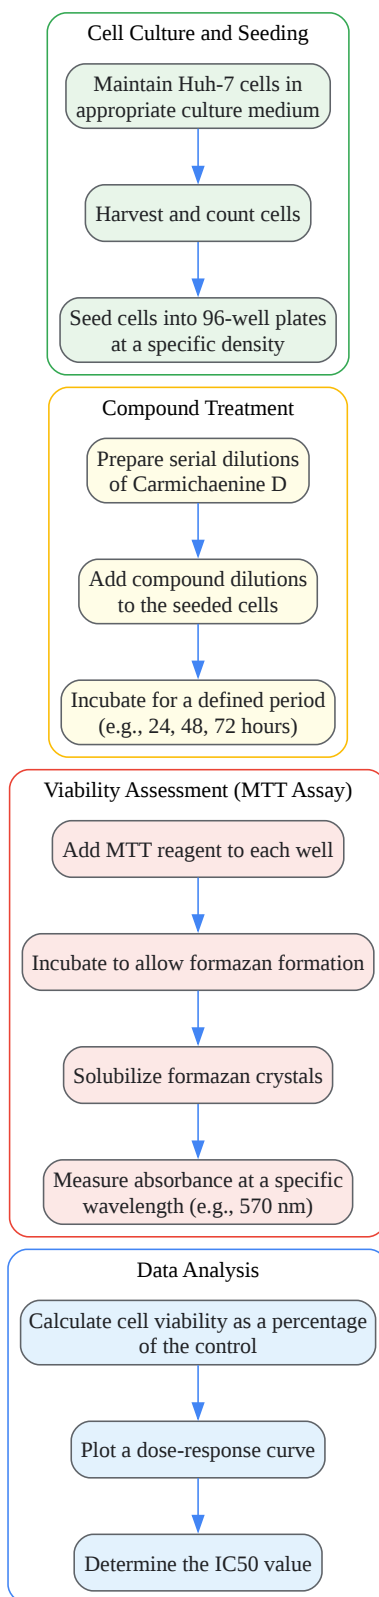 Cell Culture and Seeding
Maintain Huh-7 cells in
appropriate culture medium
Harvest and count cells
Seed cells into 96-well plates
at a specific density
Compound Treatment
Prepare serial dilutions
of Carmichaenine D
Add compound dilutions
to the seeded cells
Incubate for a defined period
(e.g., 24, 48, 72 hours)
Viability Assessment (MTT Assay)
Add MTT reagent to each well
Incubate to allow formazan formation
Solubilize formazan crystals
Measure absorbance at a specific
wavelength (e.g., 570 nm)
Data Analysis
Calculate cell viability as a percentage
of the control
Plot a dose-response curve
Determine the IC50 value